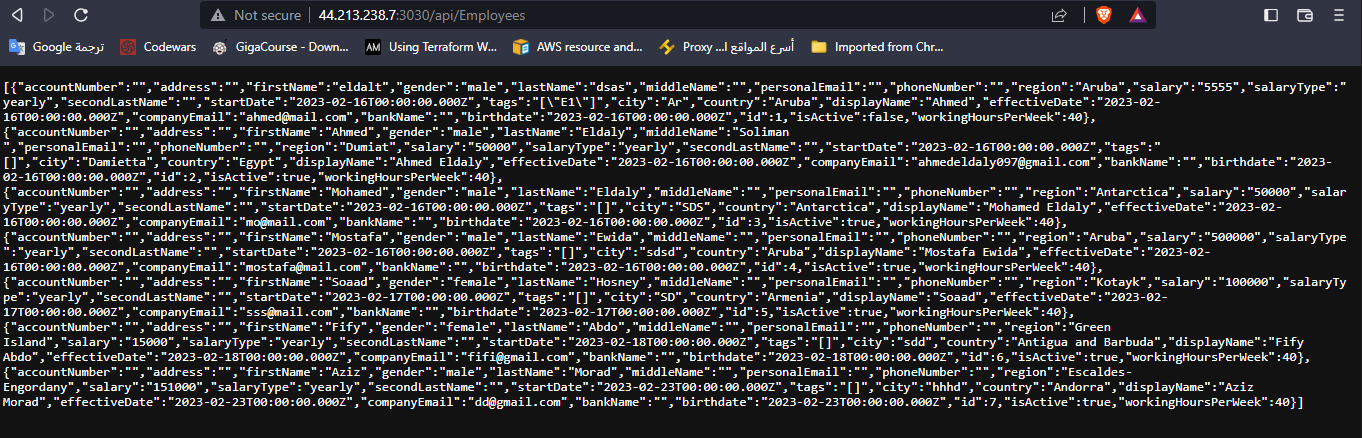 Not secure 44.213.238.7:3030/api/Employees
ترجمة Google Codewars GigaCourse - Down... AM Using Terraform W... AWS resource and... Proxy أسرع المواقع ا... Imported from Chr...
[{"accountNumber":"","address":"","firstName":"eldalt","gender":"male","lastName":"dsas","middleName":"","personalEmail":"","phoneNumber":"","region":"Aruba","salary":"5555","salaryType":"
yearly","secondLastName":"","startDate":"2023-02-16T00:00:00.000Z","tags":"[\"E1\"]","city":"Ar","country":"Aruba","displayName":"Ahmed","effectiveDate":"2023-02-
16T00:00:00.000Z","companyEmail":"ahmed@mail.com","bankName":"","birthdate":"2023-02-16T00:00:00.000Z","id":1,"isActive":false,"workingHoursPerWeek":40},
{"accountNumber":"","address":"","firstName":"Ahmed","gender":"male","lastName":"Eldaly","middleName":"Soliman
","personalEmail":"","phoneNumber":"","region":"Dumiat","salary":"50000","salaryType":"yearly","secondLastName":"","startDate":"2023-02-16T00:00:00.000Z","tags":"
[]","city":"Damietta","country":"Egypt","displayName":"Ahmed Eldaly","effectiveDate":"2023-02-16T00:00:00.000Z","companyEmail":"ahmedeldaly097@gmail.com","bankName":"","birthdate":"2023-
02-16T00:00:00.000Z","id":2,"isActive":true,"workingHoursPerWeek":40},
{"accountNumber":"","address":"","firstName":"Mohamed","gender":"male","lastName":"Eldaly","middleName":"","personalEmail":"","phoneNumber":"","region":"Antarctica","salary":"50000","salar
yType":"yearly","secondLastName":"","startDate":"2023-02-16T00:00:00.000Z","tags":"[]","city":"SDS","country":"Antarctica","displayName":"Mohamed Eldaly","effectiveDate":"2023-02-
16T00:00:00.000Z","companyEmail":"mo@mail.com","bankName":"","birthdate":"2023-02-16T00:00:00.000Z","id":3,"isActive":true,"workingHoursPerWeek":40},
{"accountNumber":"","address":"","firstName":"Mostafa","gender":"male","lastName":"Ewida","middleName":"","personalEmail":"","phoneNumber":"","region":"Aruba","salary":"500000","salaryType
":"yearly","secondLastName":"","startDate":"2023-02-16T00:00:00.000Z","tags":"[]","city":"sdsd","country":"Aruba","displayName":"Mostafa Ewida","effectiveDate":"2023-02-
16T00:00:00.000Z","companyEmail":"mostafa@mail.com","bankName":"","birthdate":"2023-02-16T00:00:00.000Z","id":4,"isActive":true,"workingHoursPerWeek":40},
{"accountNumber":"","address":"","firstName":"Soaad","gender":"female","lastName":"Hosney","middleName":"","personalEmail":"","phoneNumber":"","region":"Kotayk","salary":"100000","salaryTy
pe":"yearly","secondLastName":"","startDate":"2023-02-17T00:00:00.000Z","tags":"[]","city":"SD","country":"Armenia","displayName":"Soaad","effectiveDate":"2023-02-
17T00:00:00.000Z","companyEmail":"sss@mail.com","bankName":"","birthdate":"2023-02-17T00:00:00.000Z","id":5,"isActive":true,"workingHoursPerWeek":40},
{"accountNumber":"","address":"","firstName":"Fify","gender":"female","lastName":"Abdo","middleName":"","personalEmail":"","phoneNumber":"","region":"Green
Island","salary":"15000","salaryType":"yearly","secondLastName":"","startDate":"2023-02-18T00:00:00.000Z","tags":"[]","city":"sdd","country":"Antigua and Barbuda","displayName":"Fify
Abdo","effectiveDate":"2023-02-18T00:00:00.000Z","companyEmail":"fifi@gmail.com","bankName":"","birthdate":"2023-02-18T00:00:00.000Z","id":6,"isActive":true,"workingHoursPerWeek":40},
{"accountNumber":"","address":"","firstName":"Aziz","gender":"male","lastName":"Morad","middleName":"","personalEmail":"","phoneNumber":"","region":"Escaldes-
Engordany","salary":"151000","salaryType":"yearly","secondLastName":"","startDate":"2023-02-23T00:00:00.000Z","tags":"[]","city":"hhhd","country":"Andorra","displayName":"Aziz
Morad","effectiveDate":"2023-02-23T00:00:00.000Z","companyEmail":"dd@gmail.com","bankName":"","birthdate":"2023-02-23T00:00:00.000Z","id":7,"isActive":true,"workingHoursPerWeek":40}]